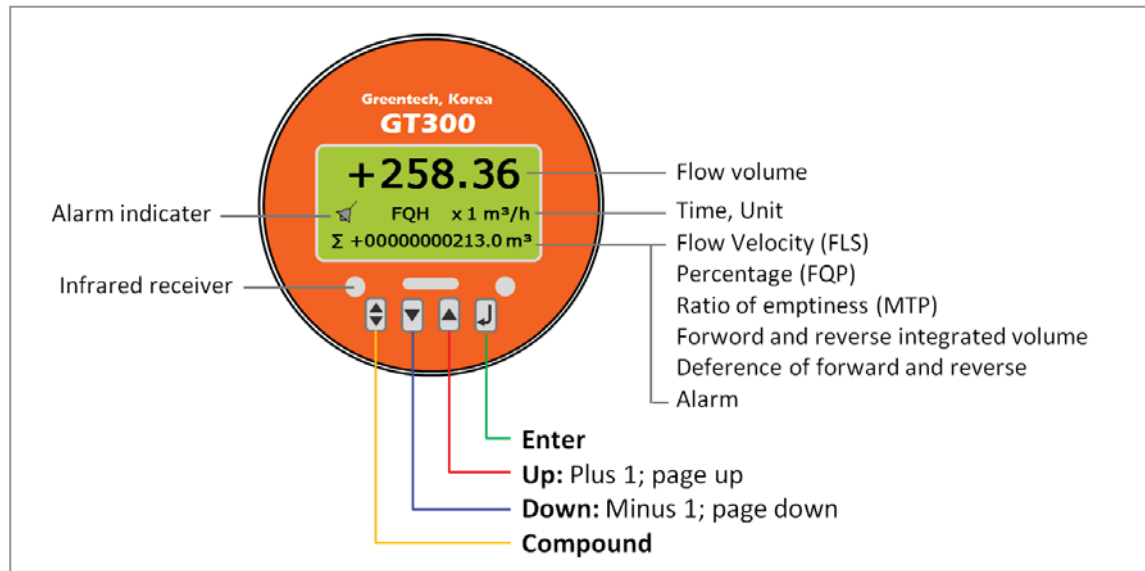 Greentech, Korea
GT300
+258.36
FQH x 1 m³/h
Σ +00000000213.0 m³
Alarm indicater
Infrared receiver
Flow volume
Time, Unit
Flow Velocity (FLS)
Percentage (FQP)
Ratio of emptiness (MTP)
Forword and reverse integrated volume
Deference of forward and reverse
Alarm
Enter
Up: Plus 1; page up
Down: Minus 1; page down
Compound